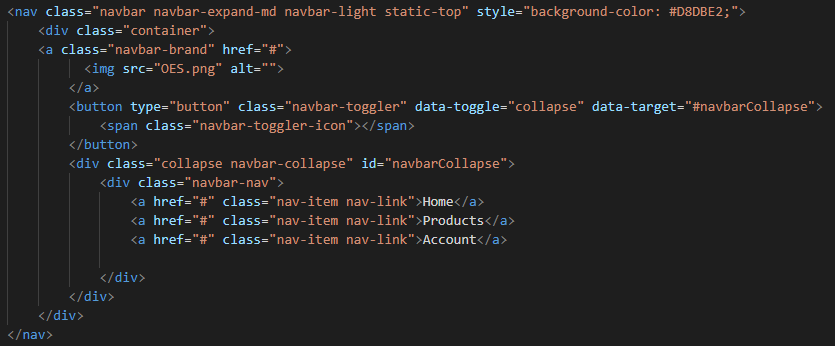 <nav class="navbar navbar-expand-md navbar-light static-top" style="background-color: #D8DBE2;">
    <div class="container">
    <a class="navbar-brand" href="#">
          <img src="OES.png" alt="">
        </a>
        <button type="button" class="navbar-toggler" data-toggle="collapse" data-target="#navbarCollapse">
            <span class="navbar-toggler-icon"></span>
        </button>
        <div class="collapse navbar-collapse" id="navbarCollapse">
            <div class="navbar-nav">
                <a href="#" class="nav-item nav-link">Home</a>
                <a href="#" class="nav-item nav-link">Products</a>
                <a href="#" class="nav-item nav-link">Account</a>
            </div>
        </div>
    </div>
</nav>